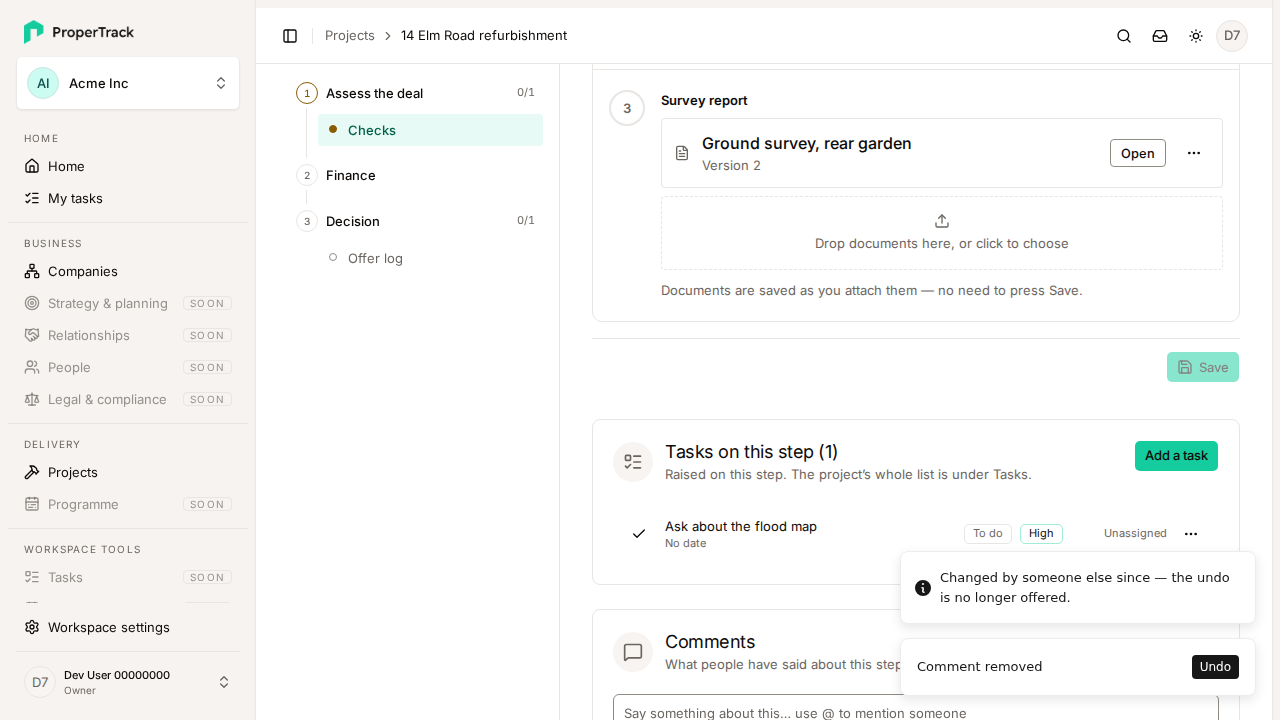 ProperTrack
AI
Acme Inc
HOME
Home
My tasks
BUSINESS
Companies
Strategy & planning SOON
Relationships SOON
People SOON
Legal & compliance SOON
DELIVERY
Projects
Programme SOON
WORKSPACE TOOLS
Tasks SOON
Workspace settings
D7
Dev User 00000000
Owner
Projects
14 Elm Road refurbishment
D7
1 Assess the deal 0/1
Checks
2 Finance
3 Decision 0/1
Offer log
3
Survey report
Ground survey, rear garden
Version 2
Open
Drop documents here, or click to choose
Documents are saved as you attach them — no need to press Save.
Save
Tasks on this step (1)
Raised on this step. The project’s whole list is under Tasks.
Add a task
Ask about the flood map
No date
To do
High
Unassigned
Comments
What people have said about this step
Say something about this... use @ to mention someone
Changed by someone else since — the undo
is no longer offered.
Comment removed
Undo